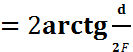 = 2arctg d/2F